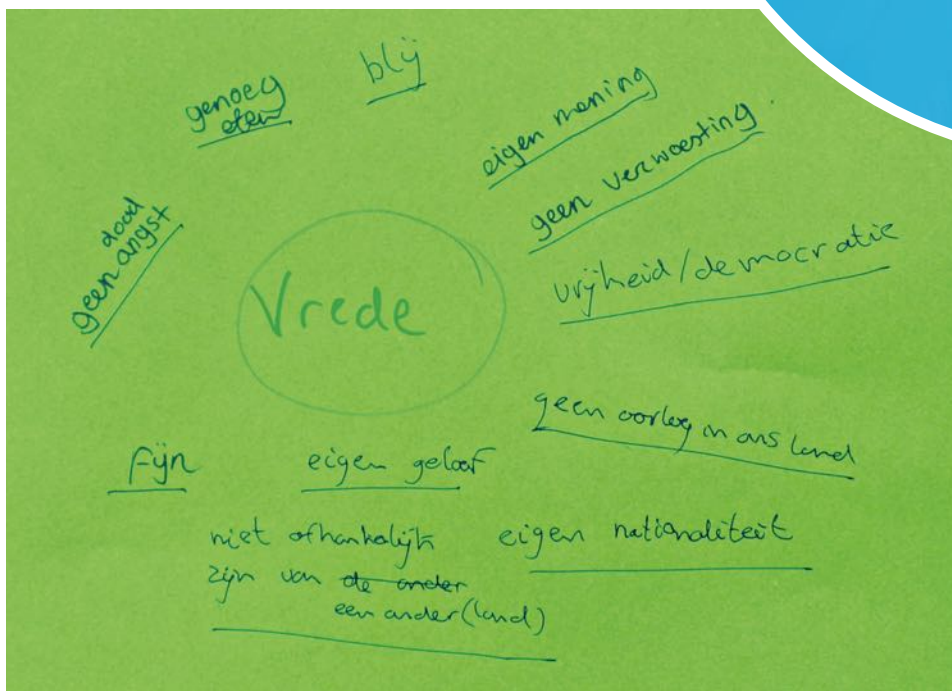 blij
genoeg
eten
eigen mening
geen verwoesting.
dood
geen angst
Vrede
vrijheid/democratie
geen oorlog in ons land
fijn
eigen geloof
niet afhankelijk
zijn van de ander
een ander (land)
eigen nationaliteit